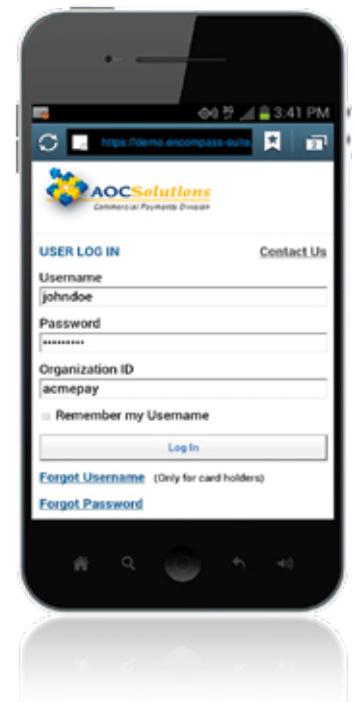 3:41 PM
https://demo.encompass-suite.
2
AOCSolutions
Commercial Payments Division
USER LOG IN Contact Us
Username
johndoe
Password
•••••••••
Organization ID
acmepay
Remember my Username
Log In
Forgot Username (Only for card holders)
Forgot Password